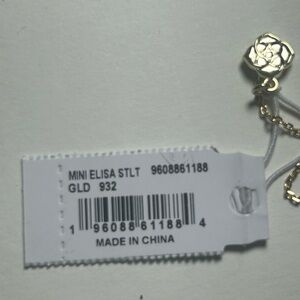 MINI ELISA STLT 9608861188
GLD 932
1 96088 61188 4
MADE IN CHINA